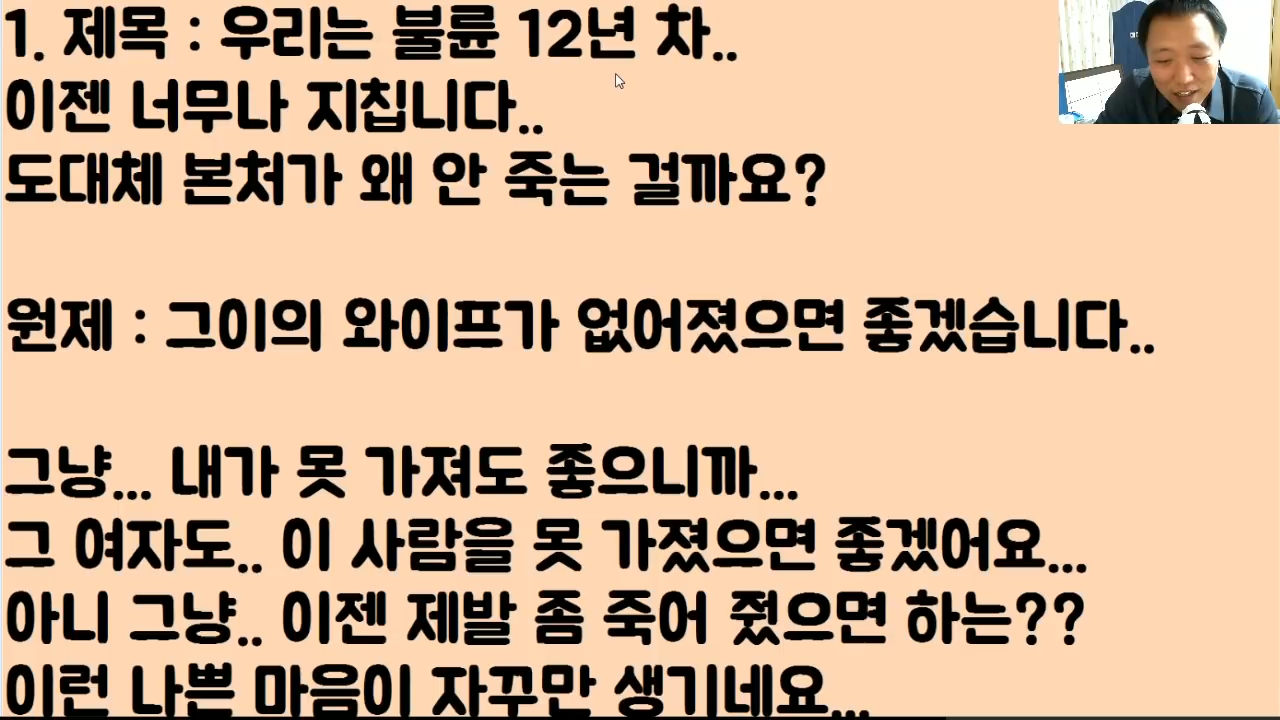 1. 제목 : 우리는 불륜 12년 차..
이젠 너무나 지칩니다..
도대체 본처가 왜 안 죽는 걸까요?
원제 : 그이의 와이프가 없어졌으면 좋겠습니다..
그냥... 내가 못 가져도 좋으니까...
그 여자도.. 이 사람을 못 가졌으면 좋겠어요...
아니 그냥.. 이젠 제발 좀 죽어 줬으면 하는??
이런 나쁜 마음이 자꾸만 생기네요...